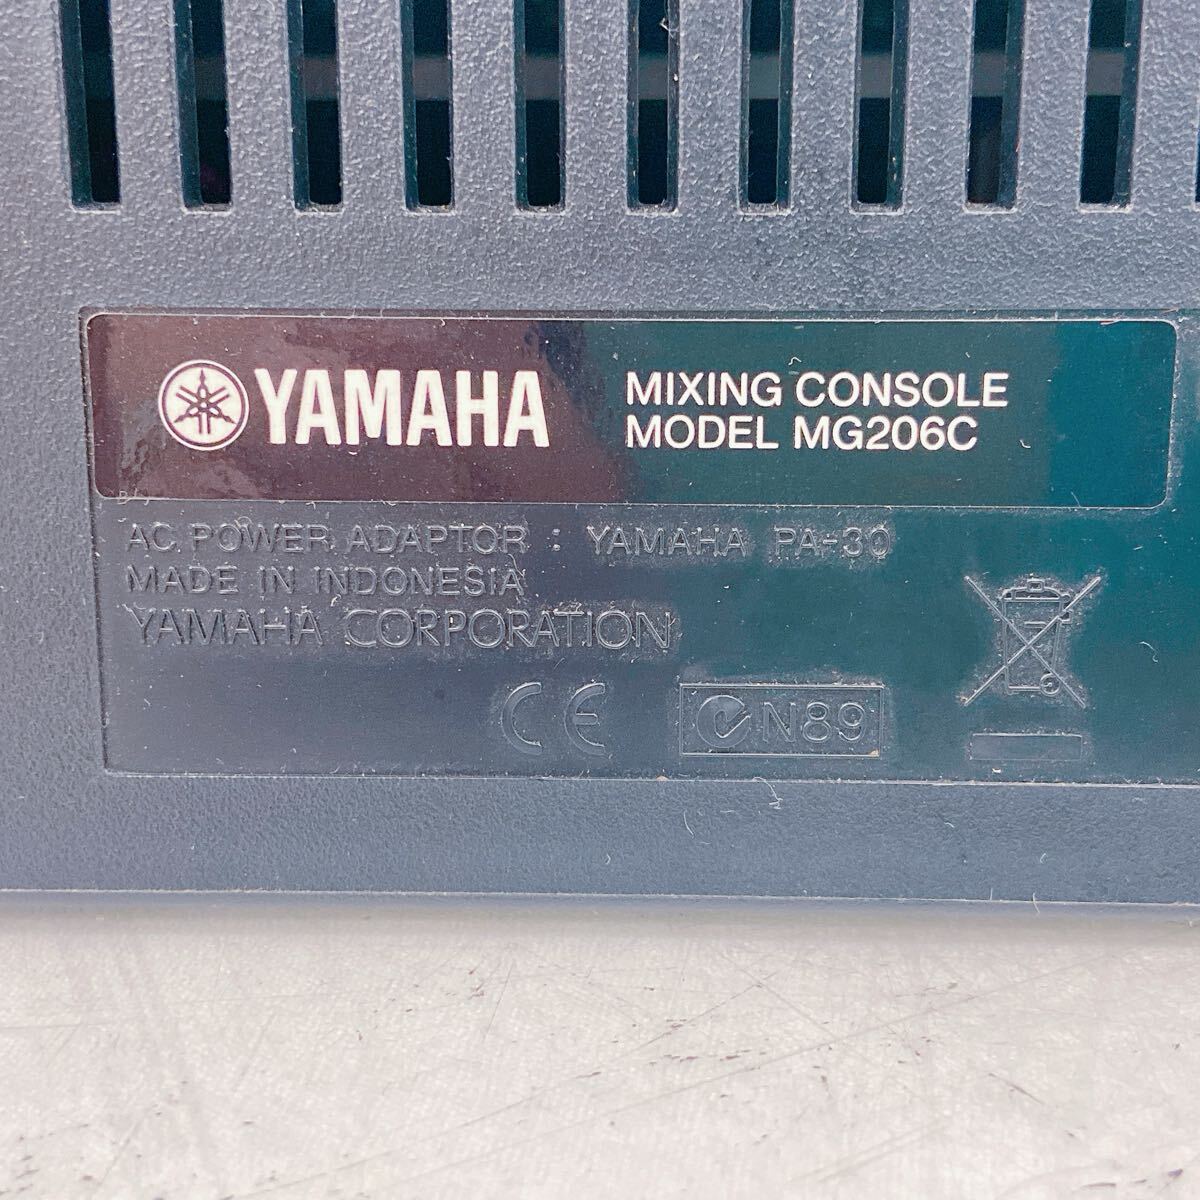 YAMAHA
MIXING CONSOLE
MODEL MG206C
AC POWER ADAPTOR : YAMAHA PA-30
MADE IN INDONESIA
YAMAHA CORPORATION
CE
N89